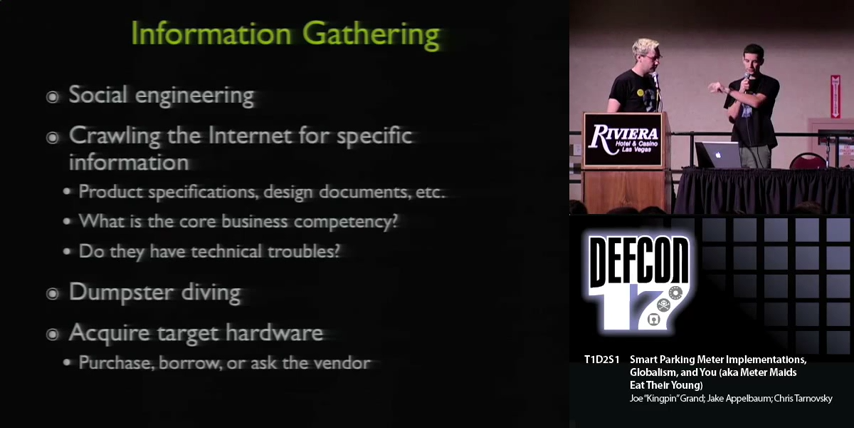 Information Gathering
Social engineering
Crawling the Internet for specific
information
Product specifications, design documents, etc.
What is the core business competency?
Do they have technical troubles?
Dumpster diving
Acquire target hardware
Purchase, borrow, or ask the vendor
RIVIERA
Hotel & Casino
Las Vegas
DEFCON
17
T1D2S1 Smart Parking Meter Implementations,
Globalism, and You (aka Meter Maids
Eat Their Young)
Joe "Kingpin" Grand; Jake Appelbaum; Chris Tarnovsky